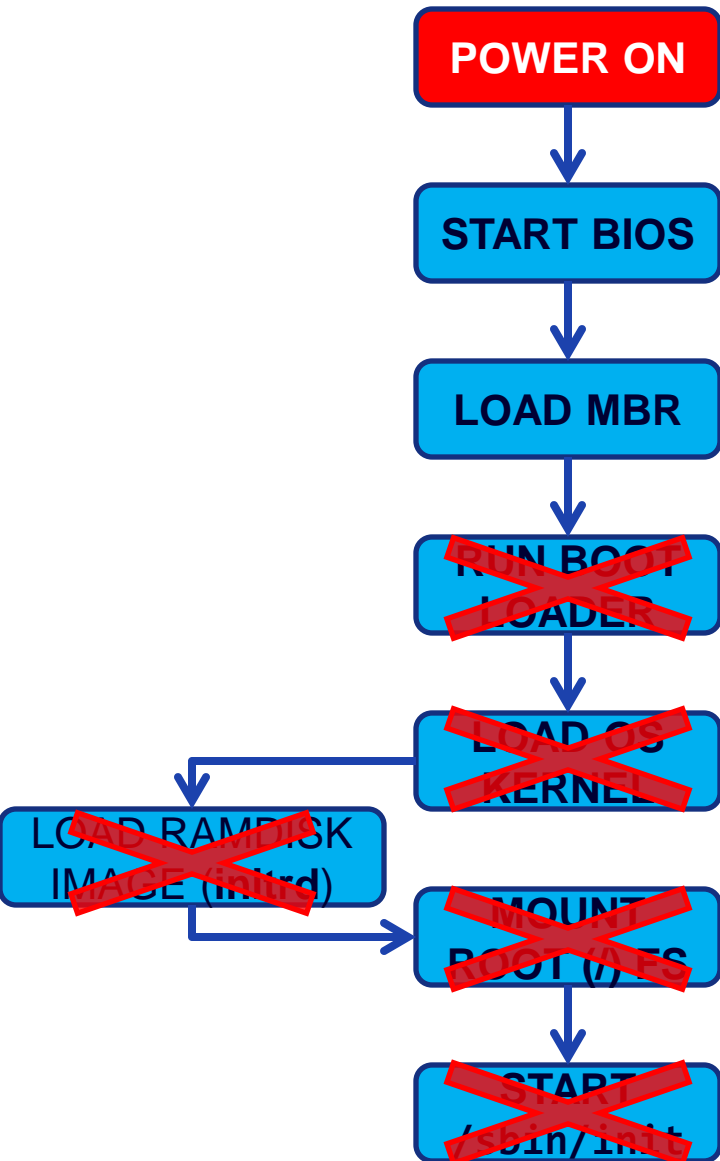 POWER ON
START BIOS
LOAD MBR
RUN BOOT
LOADER
LOAD OS
KERNEL
LOAD RAMDISK
IMAGE (initrd)
MOUNT
ROOT (/) FS
START
/sbin/init